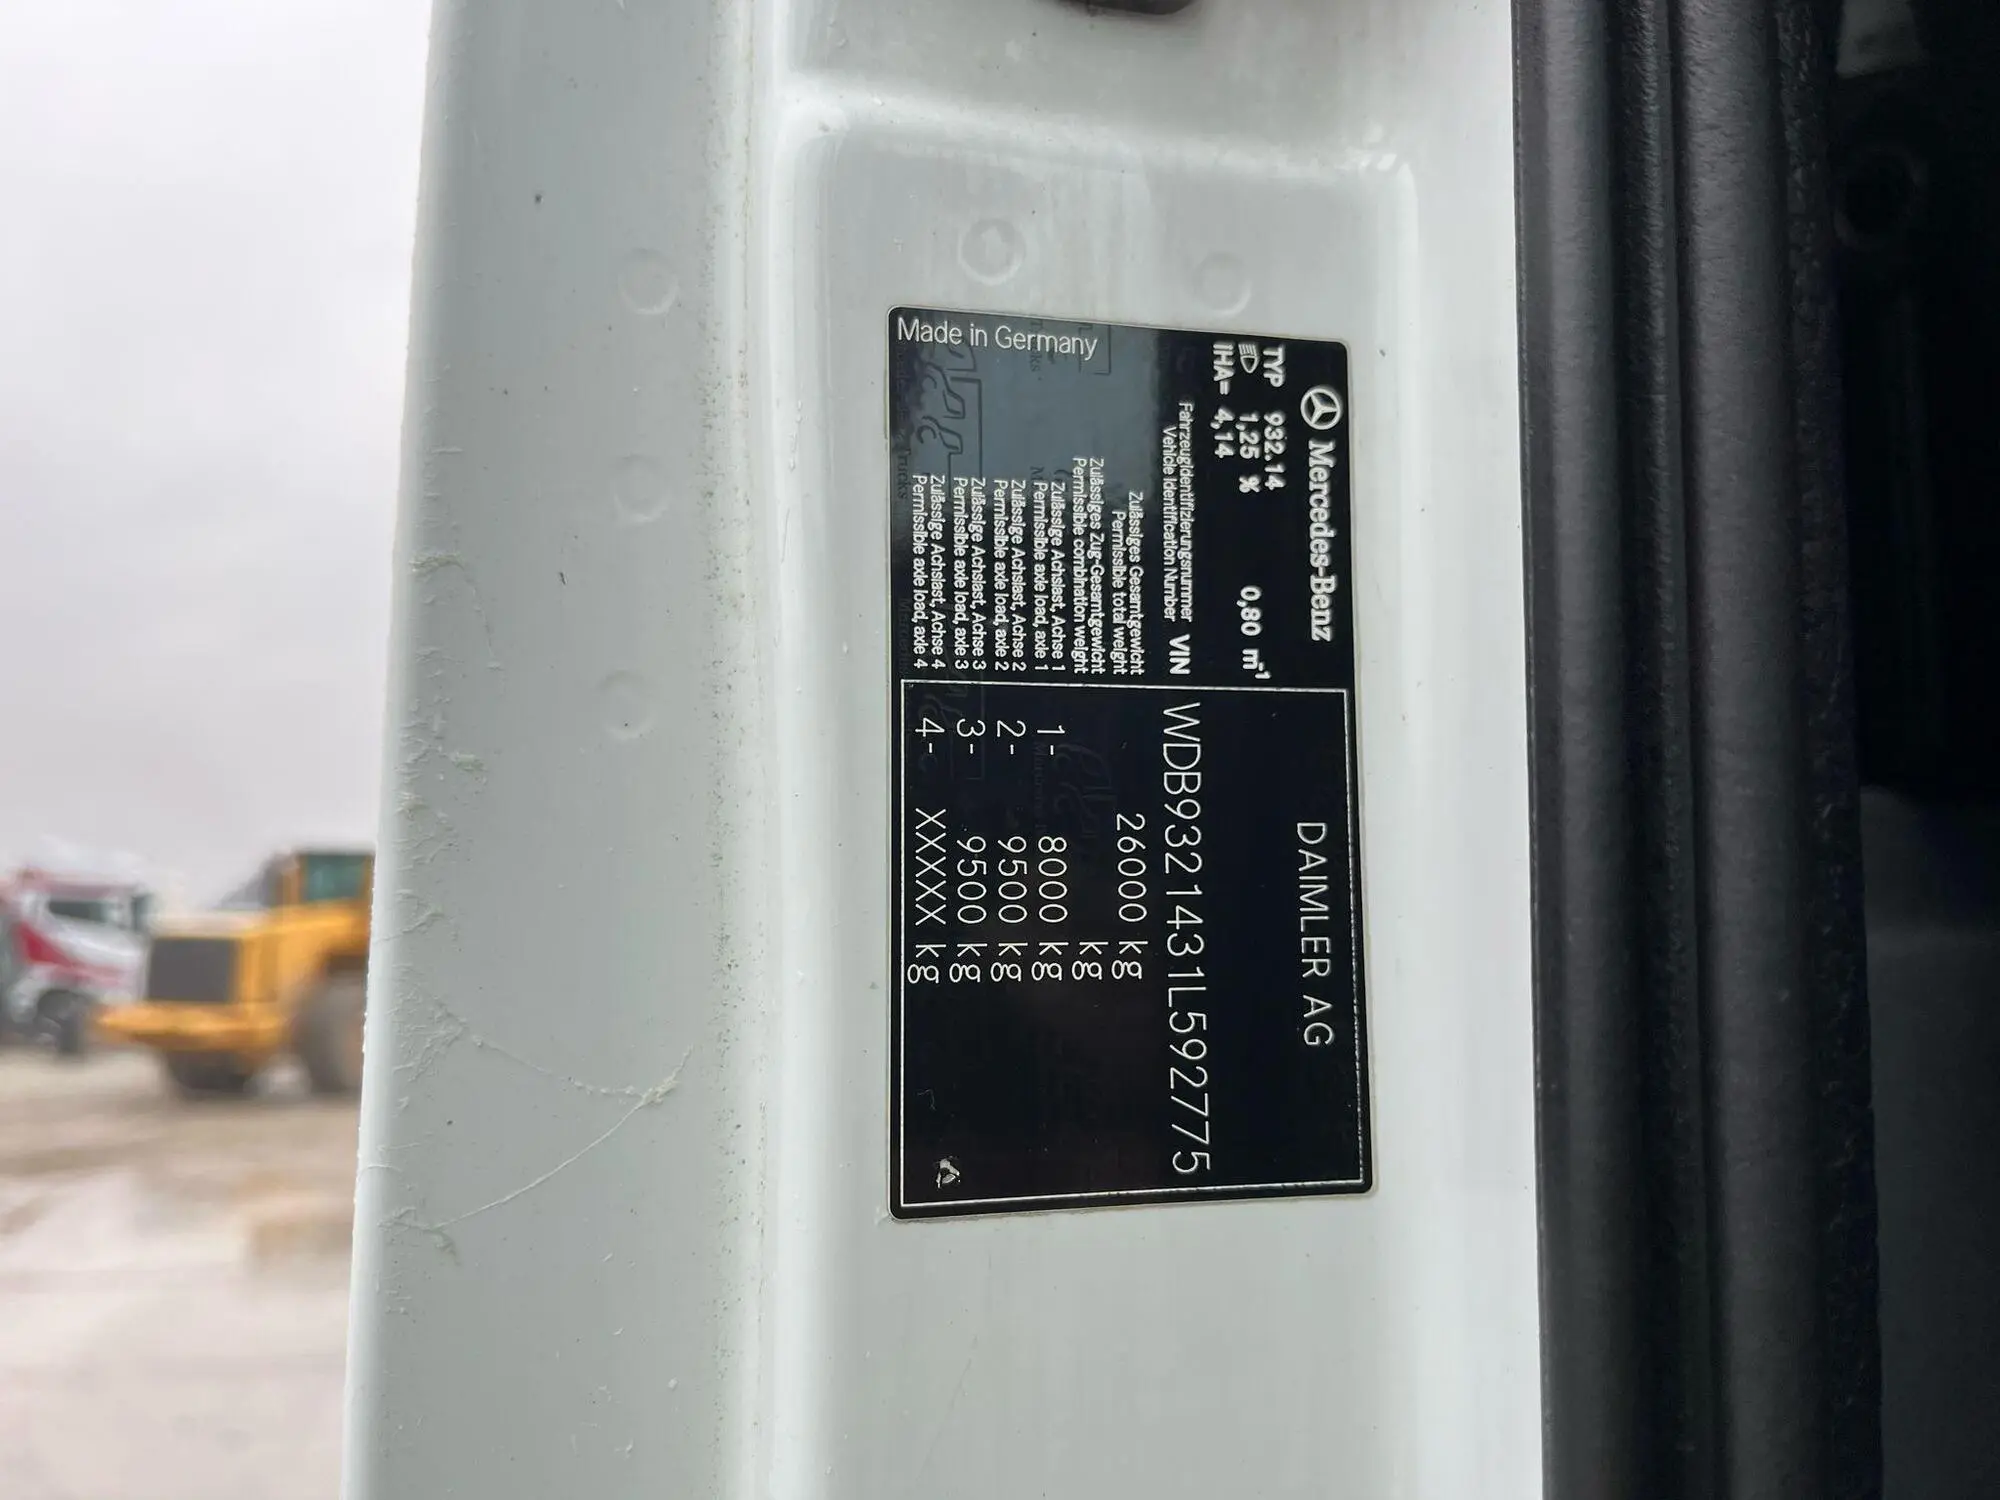 Mercedes-Benz
DAIMLER AG
TYP 932.14
1,25 % 0,80 m⁻¹
IHA= 4,14
Fahrzeugidentifizierungsnummer
Vehicle Identification Number VIN WDB9321431L592775
Zulässiges Gesamtgewicht
Permissible total weight 26000 kg
Zulässiges Zug-Gesamtgewicht
Permissible combination weight kg
Zulässige Achslast, Achse 1
Permissible axle load, axle 1 1- 8000 kg
Zulässige Achslast, Achse 2
Permissible axle load, axle 2 2- 9500 kg
Zulässige Achslast, Achse 3
Permissible axle load, axle 3 3- 9500 kg
Zulässige Achslast, Achse 4
Permissible axle load, axle 4 4- XXXXX kg
Made in Germany